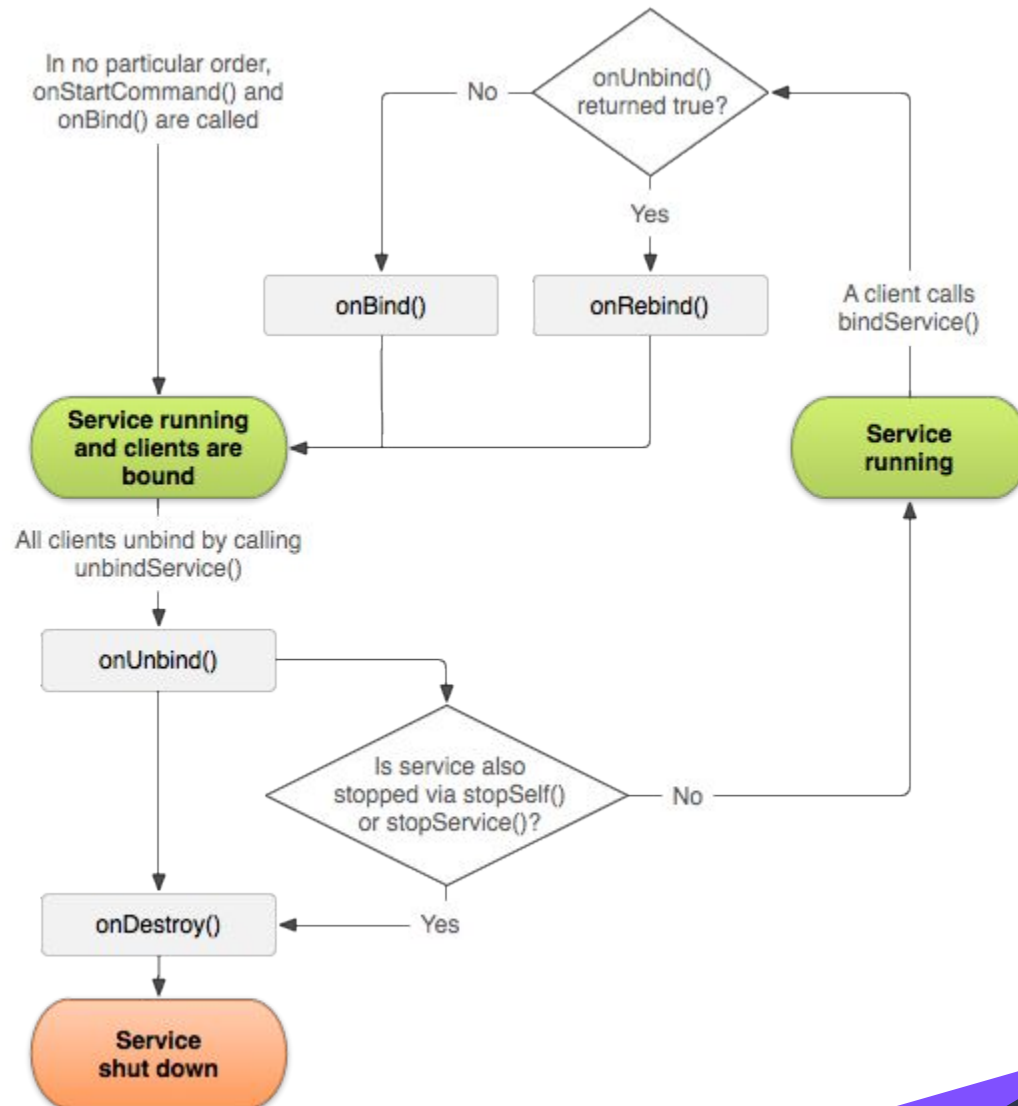 In no particular order,
onStartCommand() and
onBind() are called
No
onUnbind()
returned true?
Yes
onBind()
onRebind()
A client calls
bindService()
Service running
and clients are
bound
Service
running
All clients unbind by calling
unbindService()
onUnbind()
Is service also
stopped via stopSelf()
or stopService()?
No
onDestroy()
Yes
Service
shut down